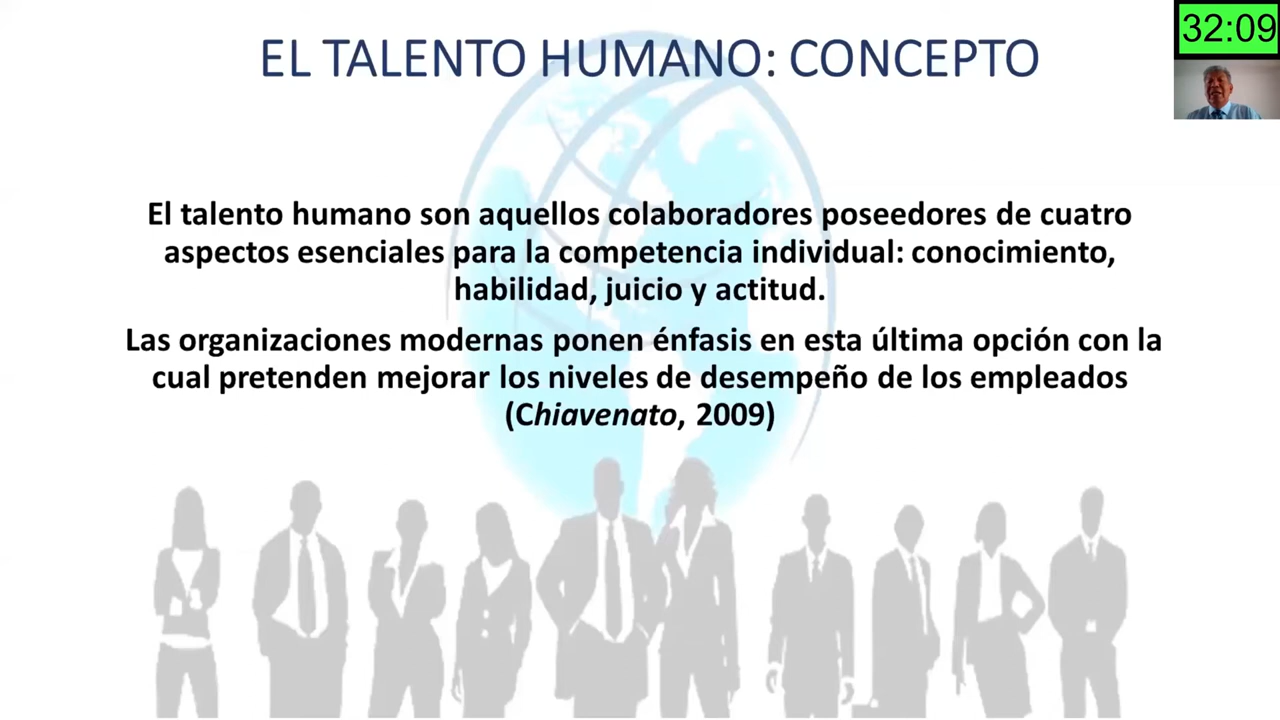 EL TALENTO HUMANO: CONCEPTO
32:09
El talento humano son aquellos colaboradores poseedores de cuatro
aspectos esenciales para la competencia individual: conocimiento,
habilidad, juicio y actitud.
Las organizaciones modernas ponen énfasis en esta última opción con la
cual pretenden mejorar los niveles de desempeño de los empleados
(Chiavenato, 2009)